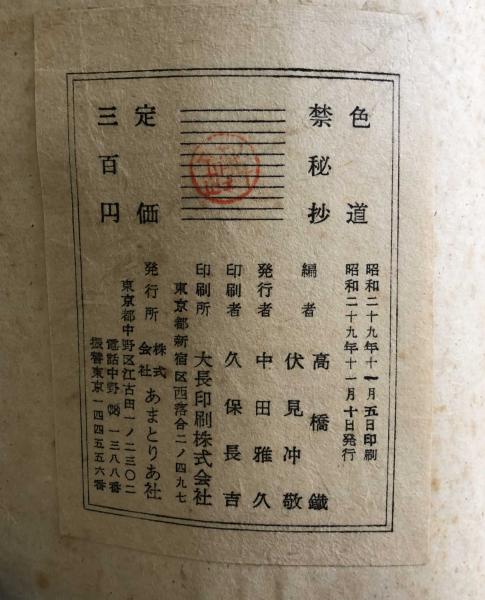 色道
禁秘抄
定価
三百円
昭和二十九年十一月五日印刷
昭和二十九年十一月十日発行
編者 高橋鐵
伏見冲敬
発行者 中田雅久
印刷者 久保長吉
印刷所 大長印刷株式会社
東京都新宿区西落合二ノ四九七
発行所 株式会社 あまとりあ社
東京都中野区江古田一ノ二三〇二
電話中野(38)一三八八番
振替東京一四四五五六番